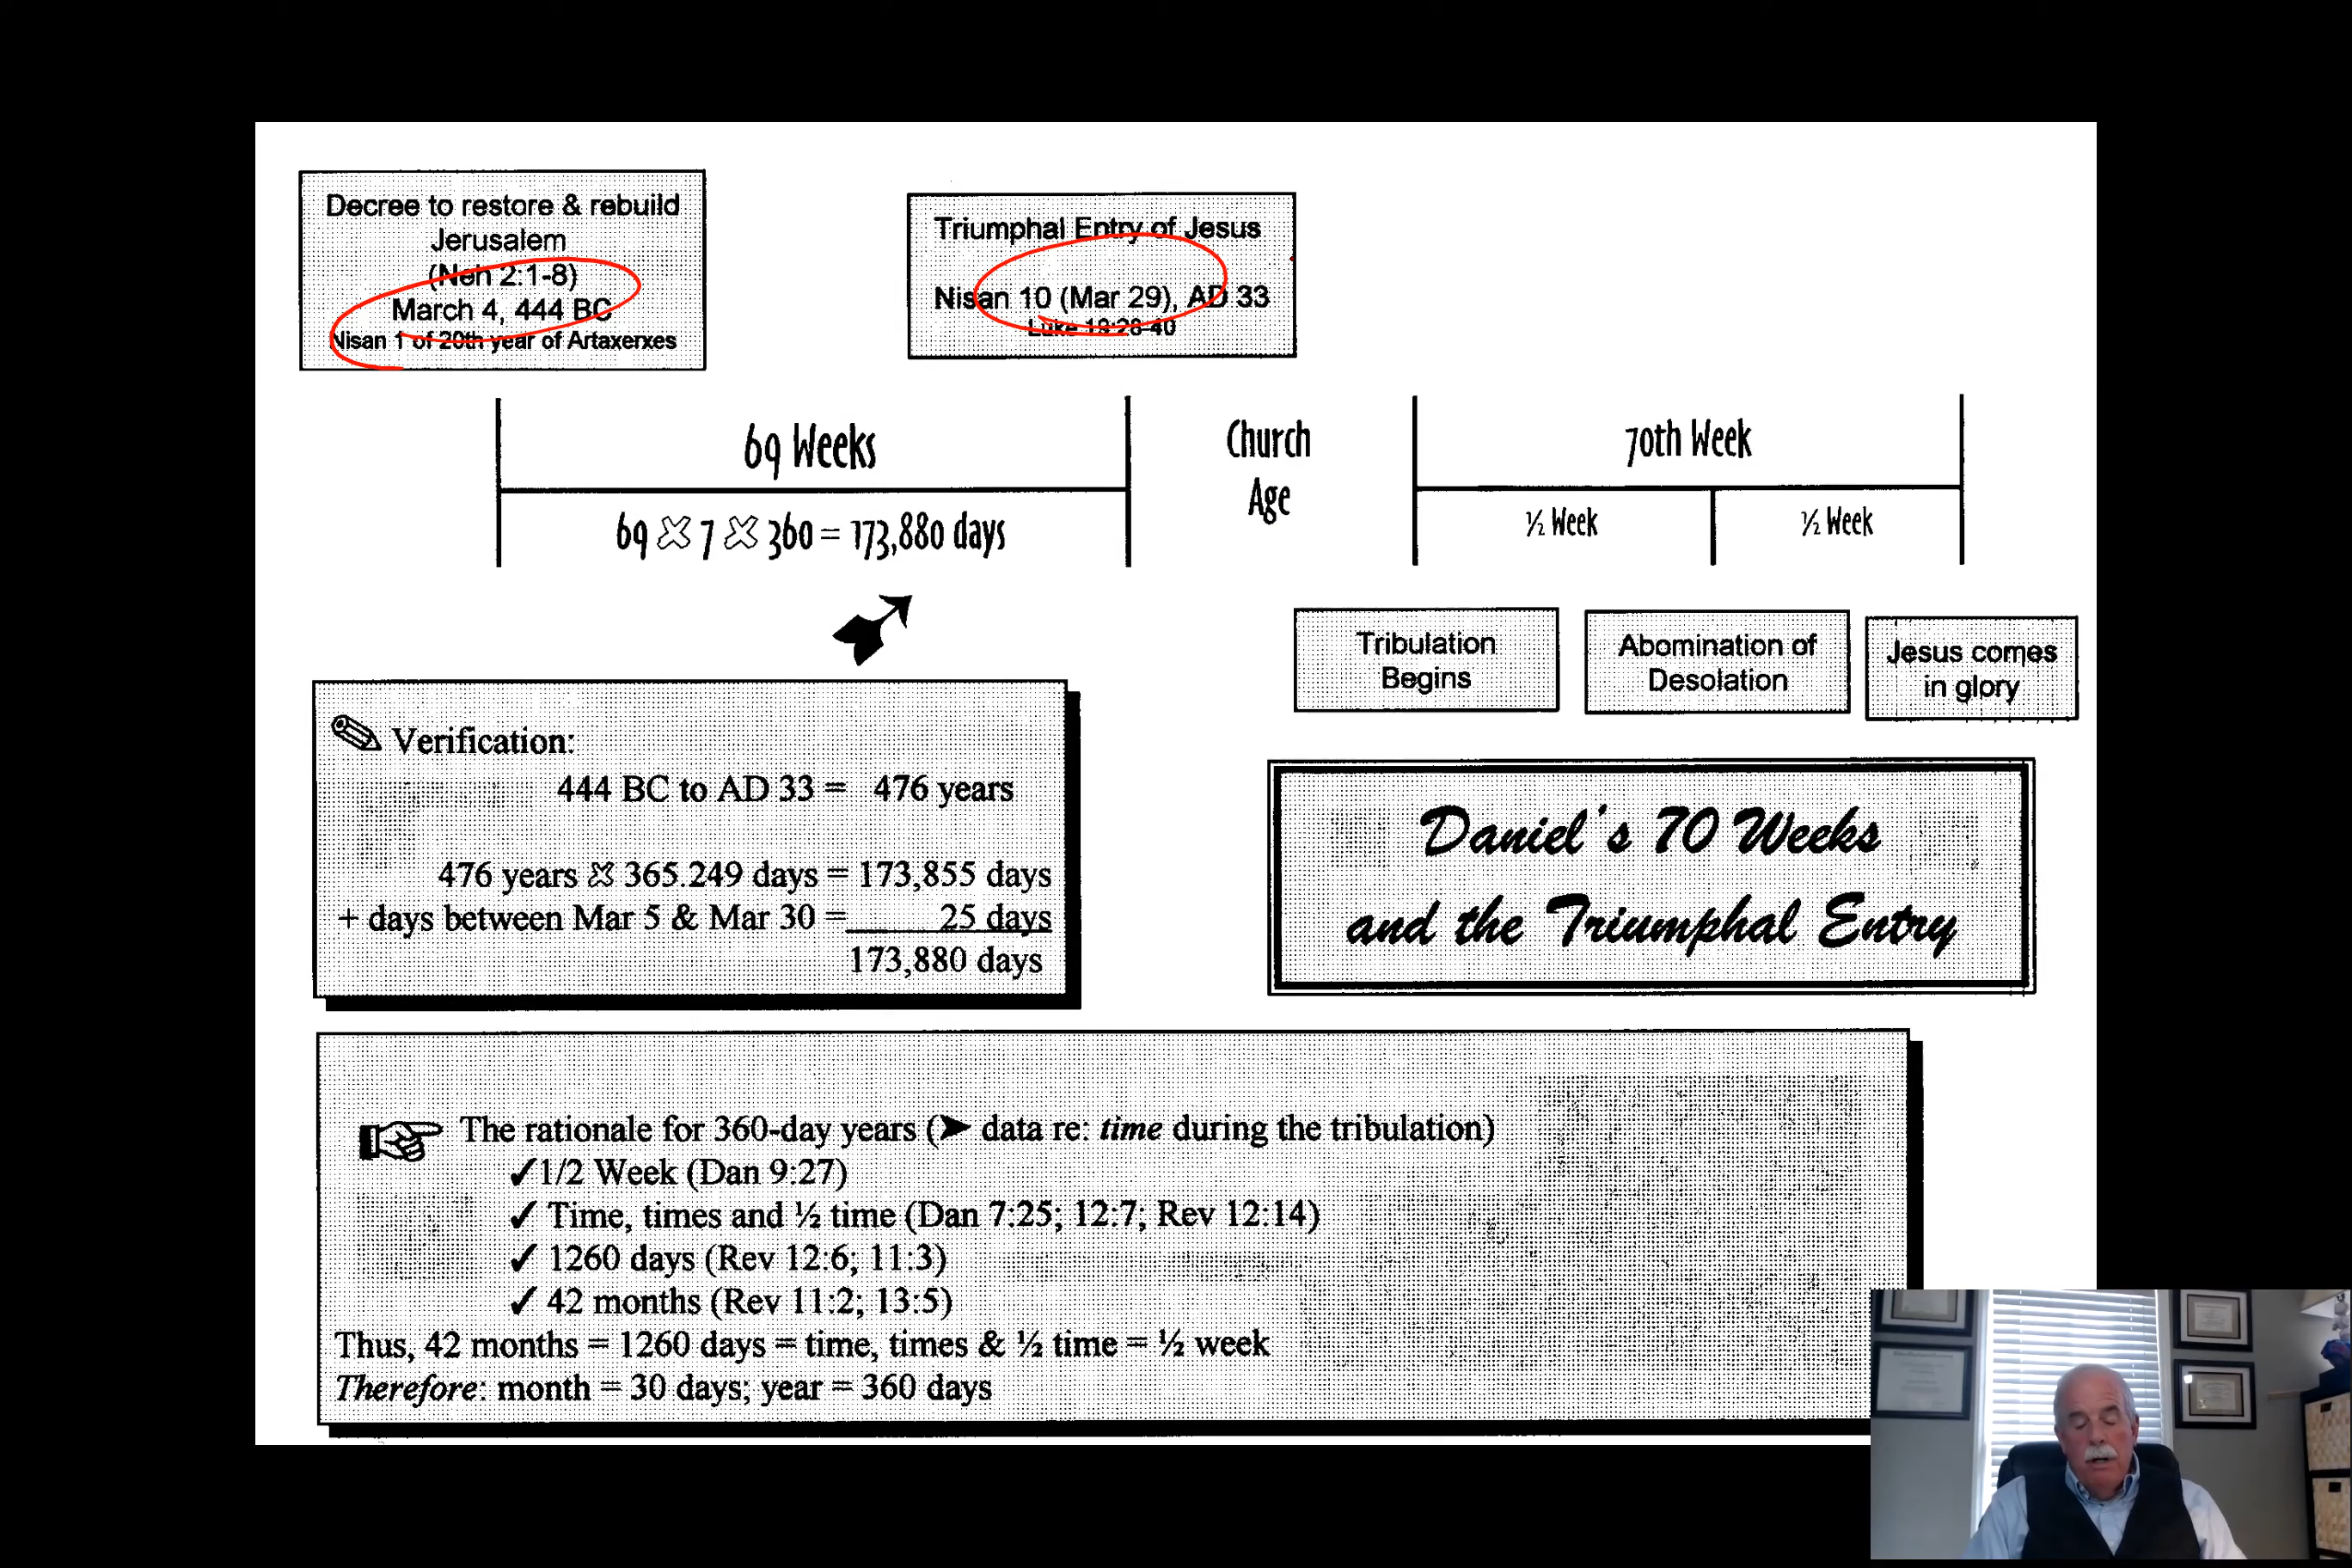 Decree to restore & rebuild
Jerusalem
(Neh 2:1-8)
March 4, 444 BC
Nisan 1 of 20th year of Artaxerxes
Triumphal Entry of Jesus
Nisan 10 (Mar 29), AD 33
Luke 19:28-40
69 Weeks
69 × 7 × 360 = 173,880 days
Church
Age
70th Week
½ Week
½ Week
Tribulation
Begins
Abomination of
Desolation
Jesus comes
in glory
Verification:
444 BC to AD 33 = 476 years
476 years × 365.249 days = 173,855 days
+ days between Mar 5 & Mar 30 = 25 days
173,880 days
Daniel's 70 Weeks
and the Triumphal Entry
The rationale for 360-day years (➤ data re: time during the tribulation)
✓1/2 Week (Dan 9:27)
✓ Time, times and ½ time (Dan 7:25; 12:7; Rev 12:14)
✓ 1260 days (Rev 12:6; 11:3)
✓ 42 months (Rev 11:2; 13:5)
Thus, 42 months = 1260 days = time, times & ½ time = ½ week
Therefore: month = 30 days; year = 360 days